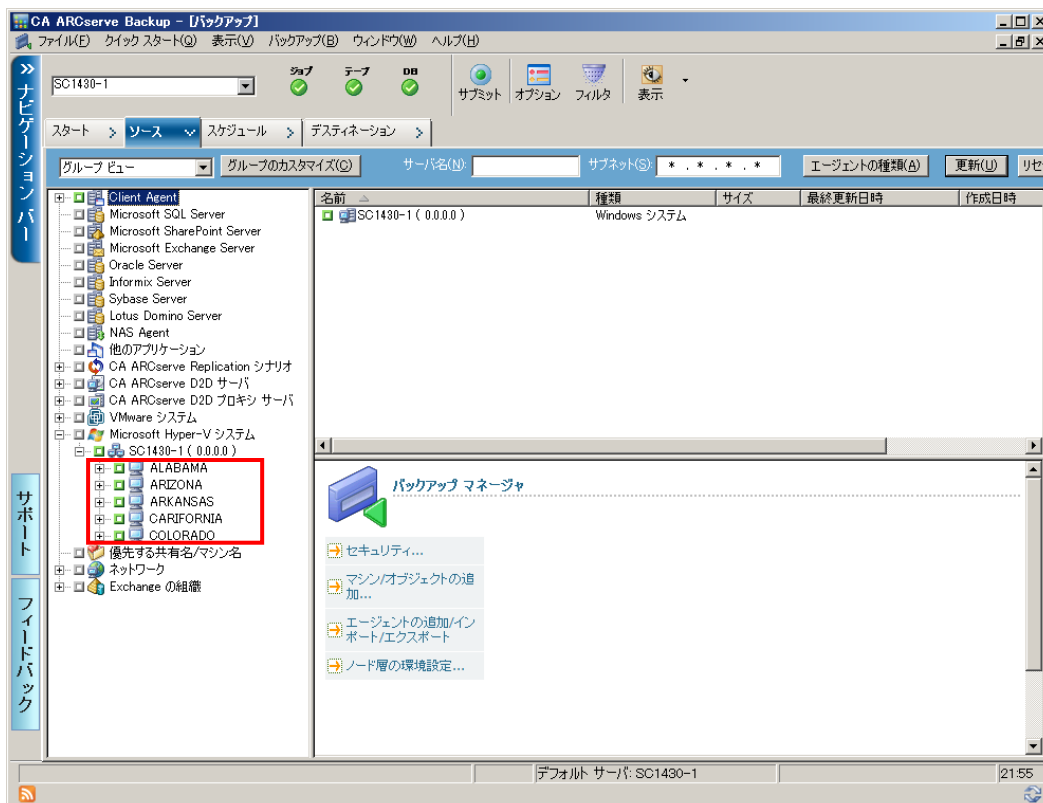 CA ARCserve Backup - [バックアップ]
ファイル(F) クイック スタート(Q) 表示(V) バックアップ(B) ウィンドウ(W) ヘルプ(H)
ナビゲーション バー
サポート
フィードバック
SC1430-1
ジョブ テープ DB
サブミット オプション フィルタ 表示
スタート ソース スケジュール デスティネーション
グループ ビュー グループのカスタマイズ(C) サーバ名(N): サブネット(S): * . * . * . * エージェントの種類(A) 更新(U) リセ
Client Agent
Microsoft SQL Server
Microsoft SharePoint Server
Microsoft Exchange Server
Oracle Server
Informix Server
Sybase Server
Lotus Domino Server
NAS Agent
他のアプリケーション
CA ARCserve Replication シナリオ
CA ARCserve D2D サーバ
CA ARCserve D2D プロキシ サーバ
VMware システム
Microsoft Hyper-V システム
SC1430-1 ( 0.0.0.0 )
ALABAMA
ARIZONA
ARKANSAS
CARIFORNIA
COLORADO
優先する共有名/マシン名
ネットワーク
Exchange の組織
名前 種類 サイズ 最終更新日時 作成日時
SC1430-1 ( 0.0.0.0 ) Windows システム
バックアップ マネージャ
セキュリティ...
マシン/オブジェクトの追
加...
エージェントの追加/イン
ポート/エクスポート
ノード層の環境設定...
デフォルト サーバ: SC1430-1 21:55